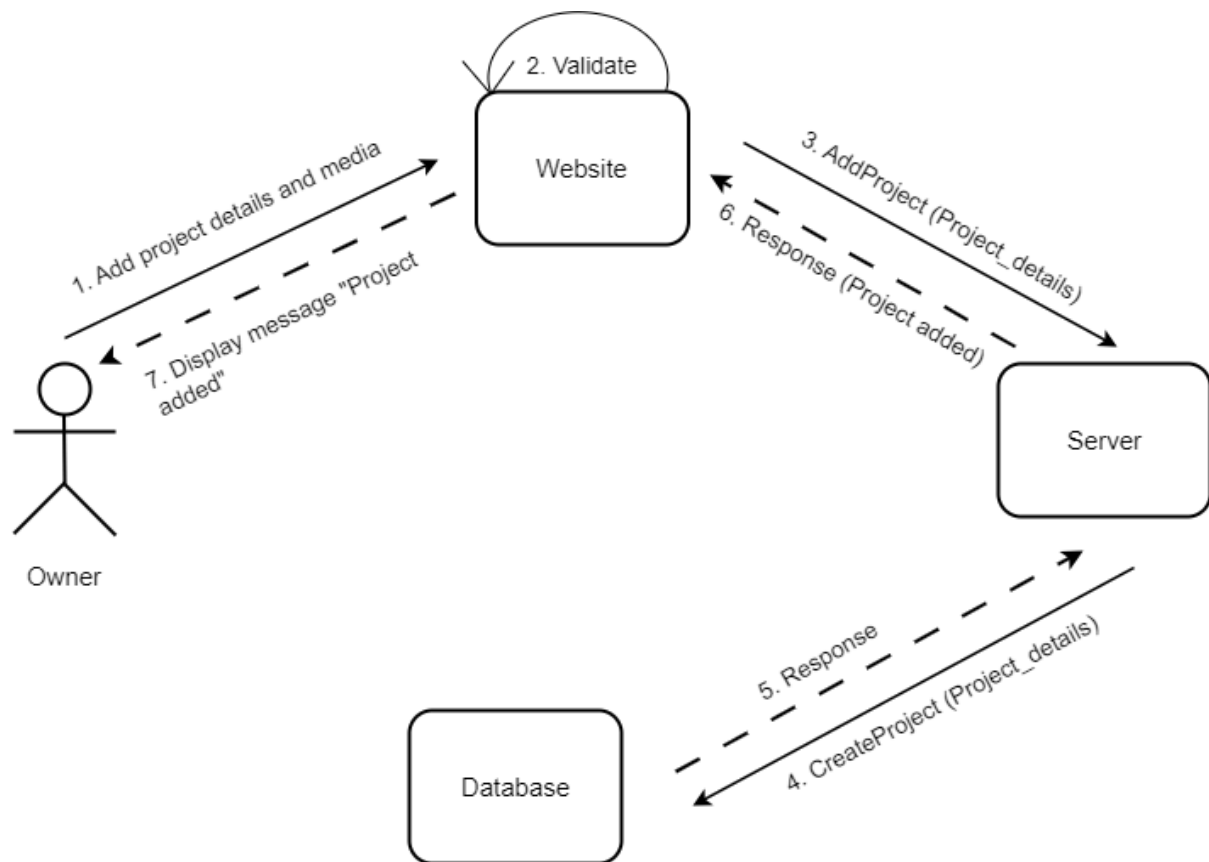 2. Validate
Website
1. Add project details and media
3. AddProject (Project_details)
6. Response (Project added)
7. Display message "Project
added"
Server
Owner
5. Response
4. CreateProject (Project_details)
Database